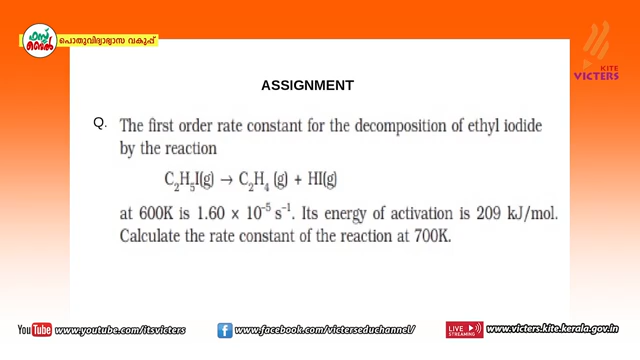 ഫസ്റ്റ്
ബെൽ
പൊതുവിദ്യാഭ്യാസ വകുപ്പ്
KITE
VICTERS
ASSIGNMENT
Q. The first order rate constant for the decomposition of ethyl iodide
by the reaction
C₂H₅I(g) → C₂H₄ (g) + HI(g)
at 600K is 1.60 × 10⁻⁵ s⁻¹. Its energy of activation is 209 kJ/mol.
Calculate the rate constant of the reaction at 700K.
YouTube www.youtube.com/itsvicters
f www.facebook.com/victerseduchannel/
LIVE STREAMING www.victers.kite.kerala.gov.in